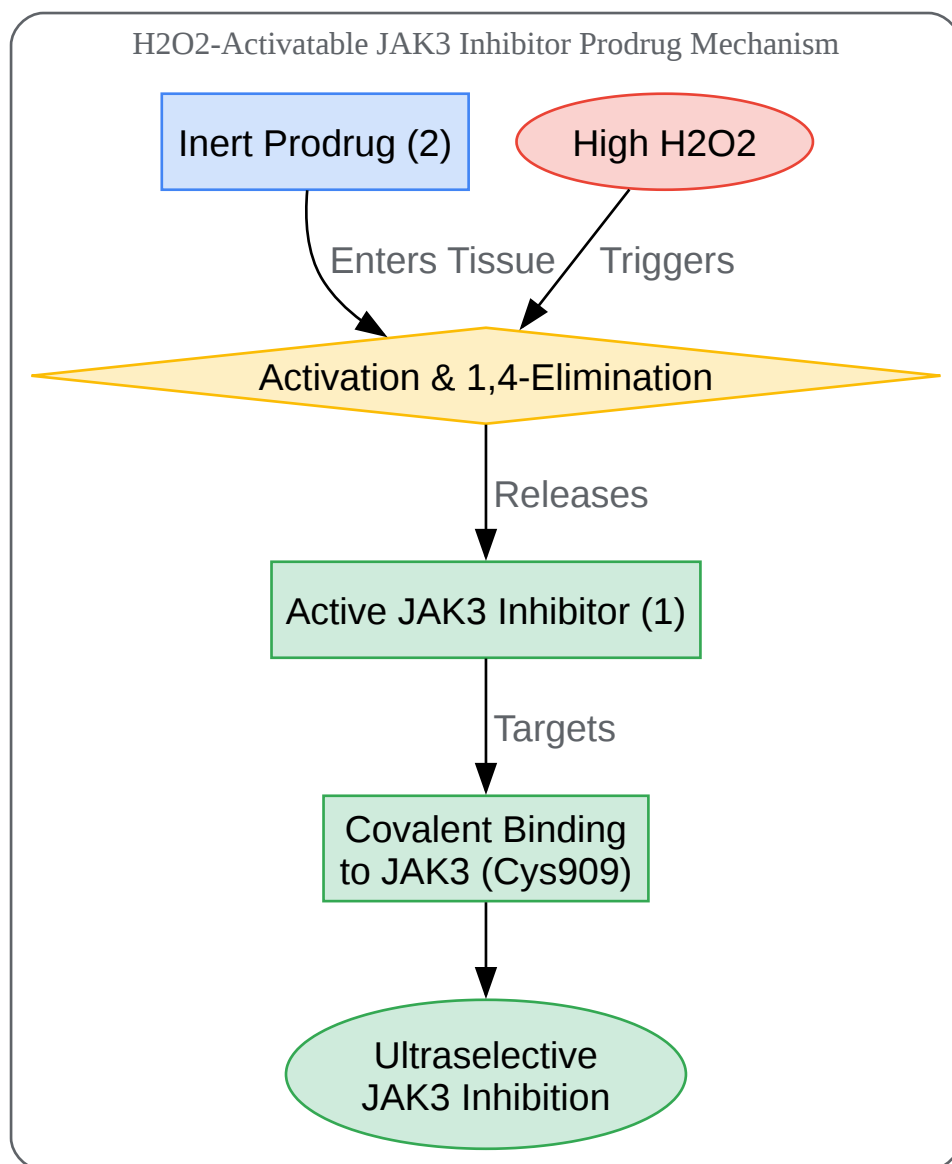 H2O2-Activatable JAK3 Inhibitor Prodrug Mechanism
Inert Prodrug (2)
High H2O2
Enters Tissue
Triggers
Activation & 1,4-Elimination
Releases
Active JAK3 Inhibitor (1)
Targets
Covalent Binding
to JAK3 (Cys909)
Ultraselective
JAK3 Inhibition